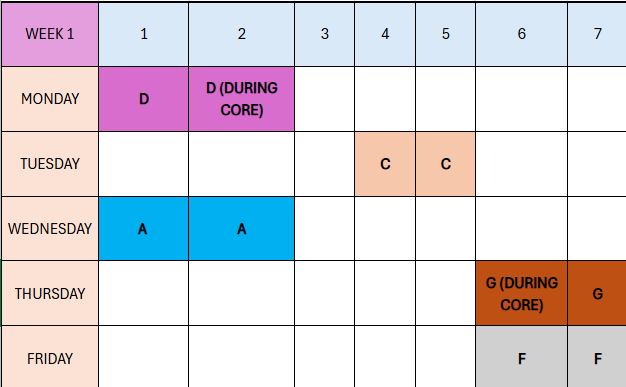 WEEK 1 1 2 3 4 5 6 7
MONDAY D D (DURING
CORE)
TUESDAY C C
WEDNESDAY A A
THURSDAY G (DURING
CORE) G
FRIDAY F F